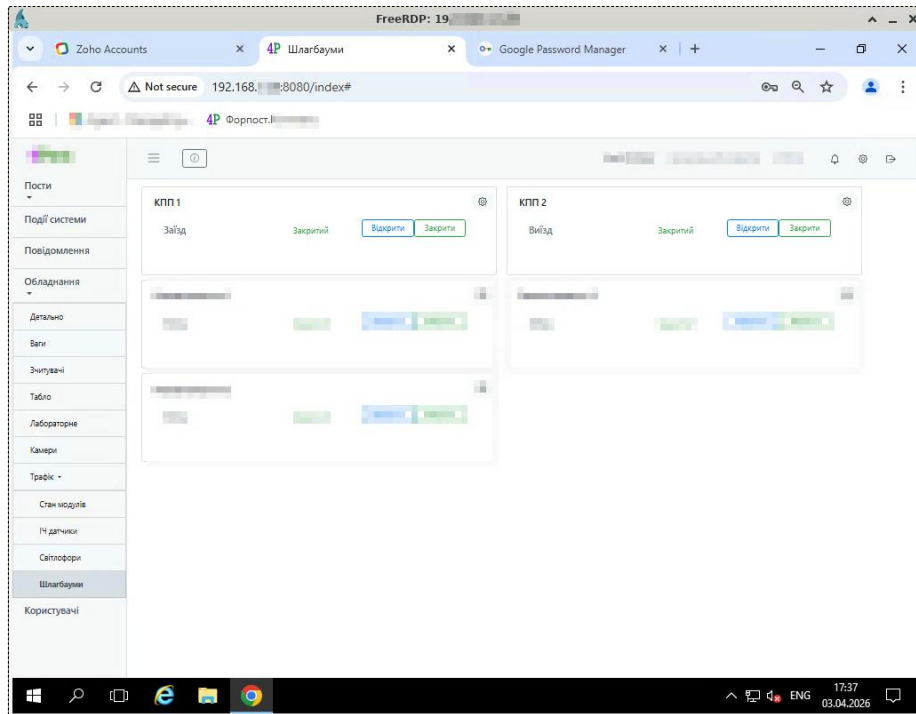 FreeRDP: 19
Zoho Accounts
4P Шлагбауми
Google Password Manager
Not secure 192.168. :8080/index#
4P Форпост.
Пости
КПП 1
КПП 2
Події системи
Заїзд Закритий Відкрити Закрити
Виїзд Закритий Відкрити Закрити
Повідомлення
Обладнання
Детально
Ваги
Зчитувачі
Табло
Лабораторне
Камери
Трафік
Стан модулів
ІЧ датчики
Світлофори
Шлагбауми
Користувачі
ENG
17:37
03.04.2026